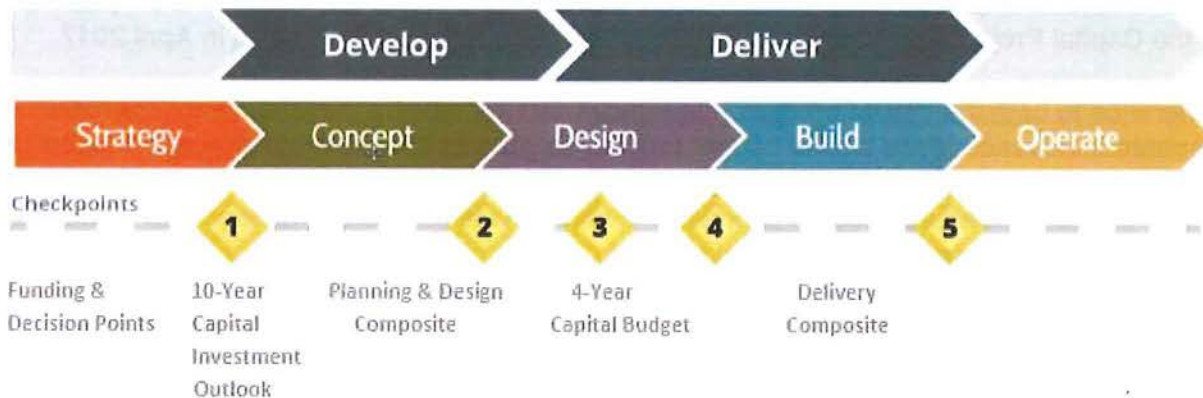 Develop
Deliver
Strategy
Concept
Design
Build
Operate
Checkpoints
1
2
3
4
5
Funding &
Decision Points
10-Year
Capital
Investment
Outlook
Planning & Design
Composite
4-Year
Capital Budget
Delivery
Composite